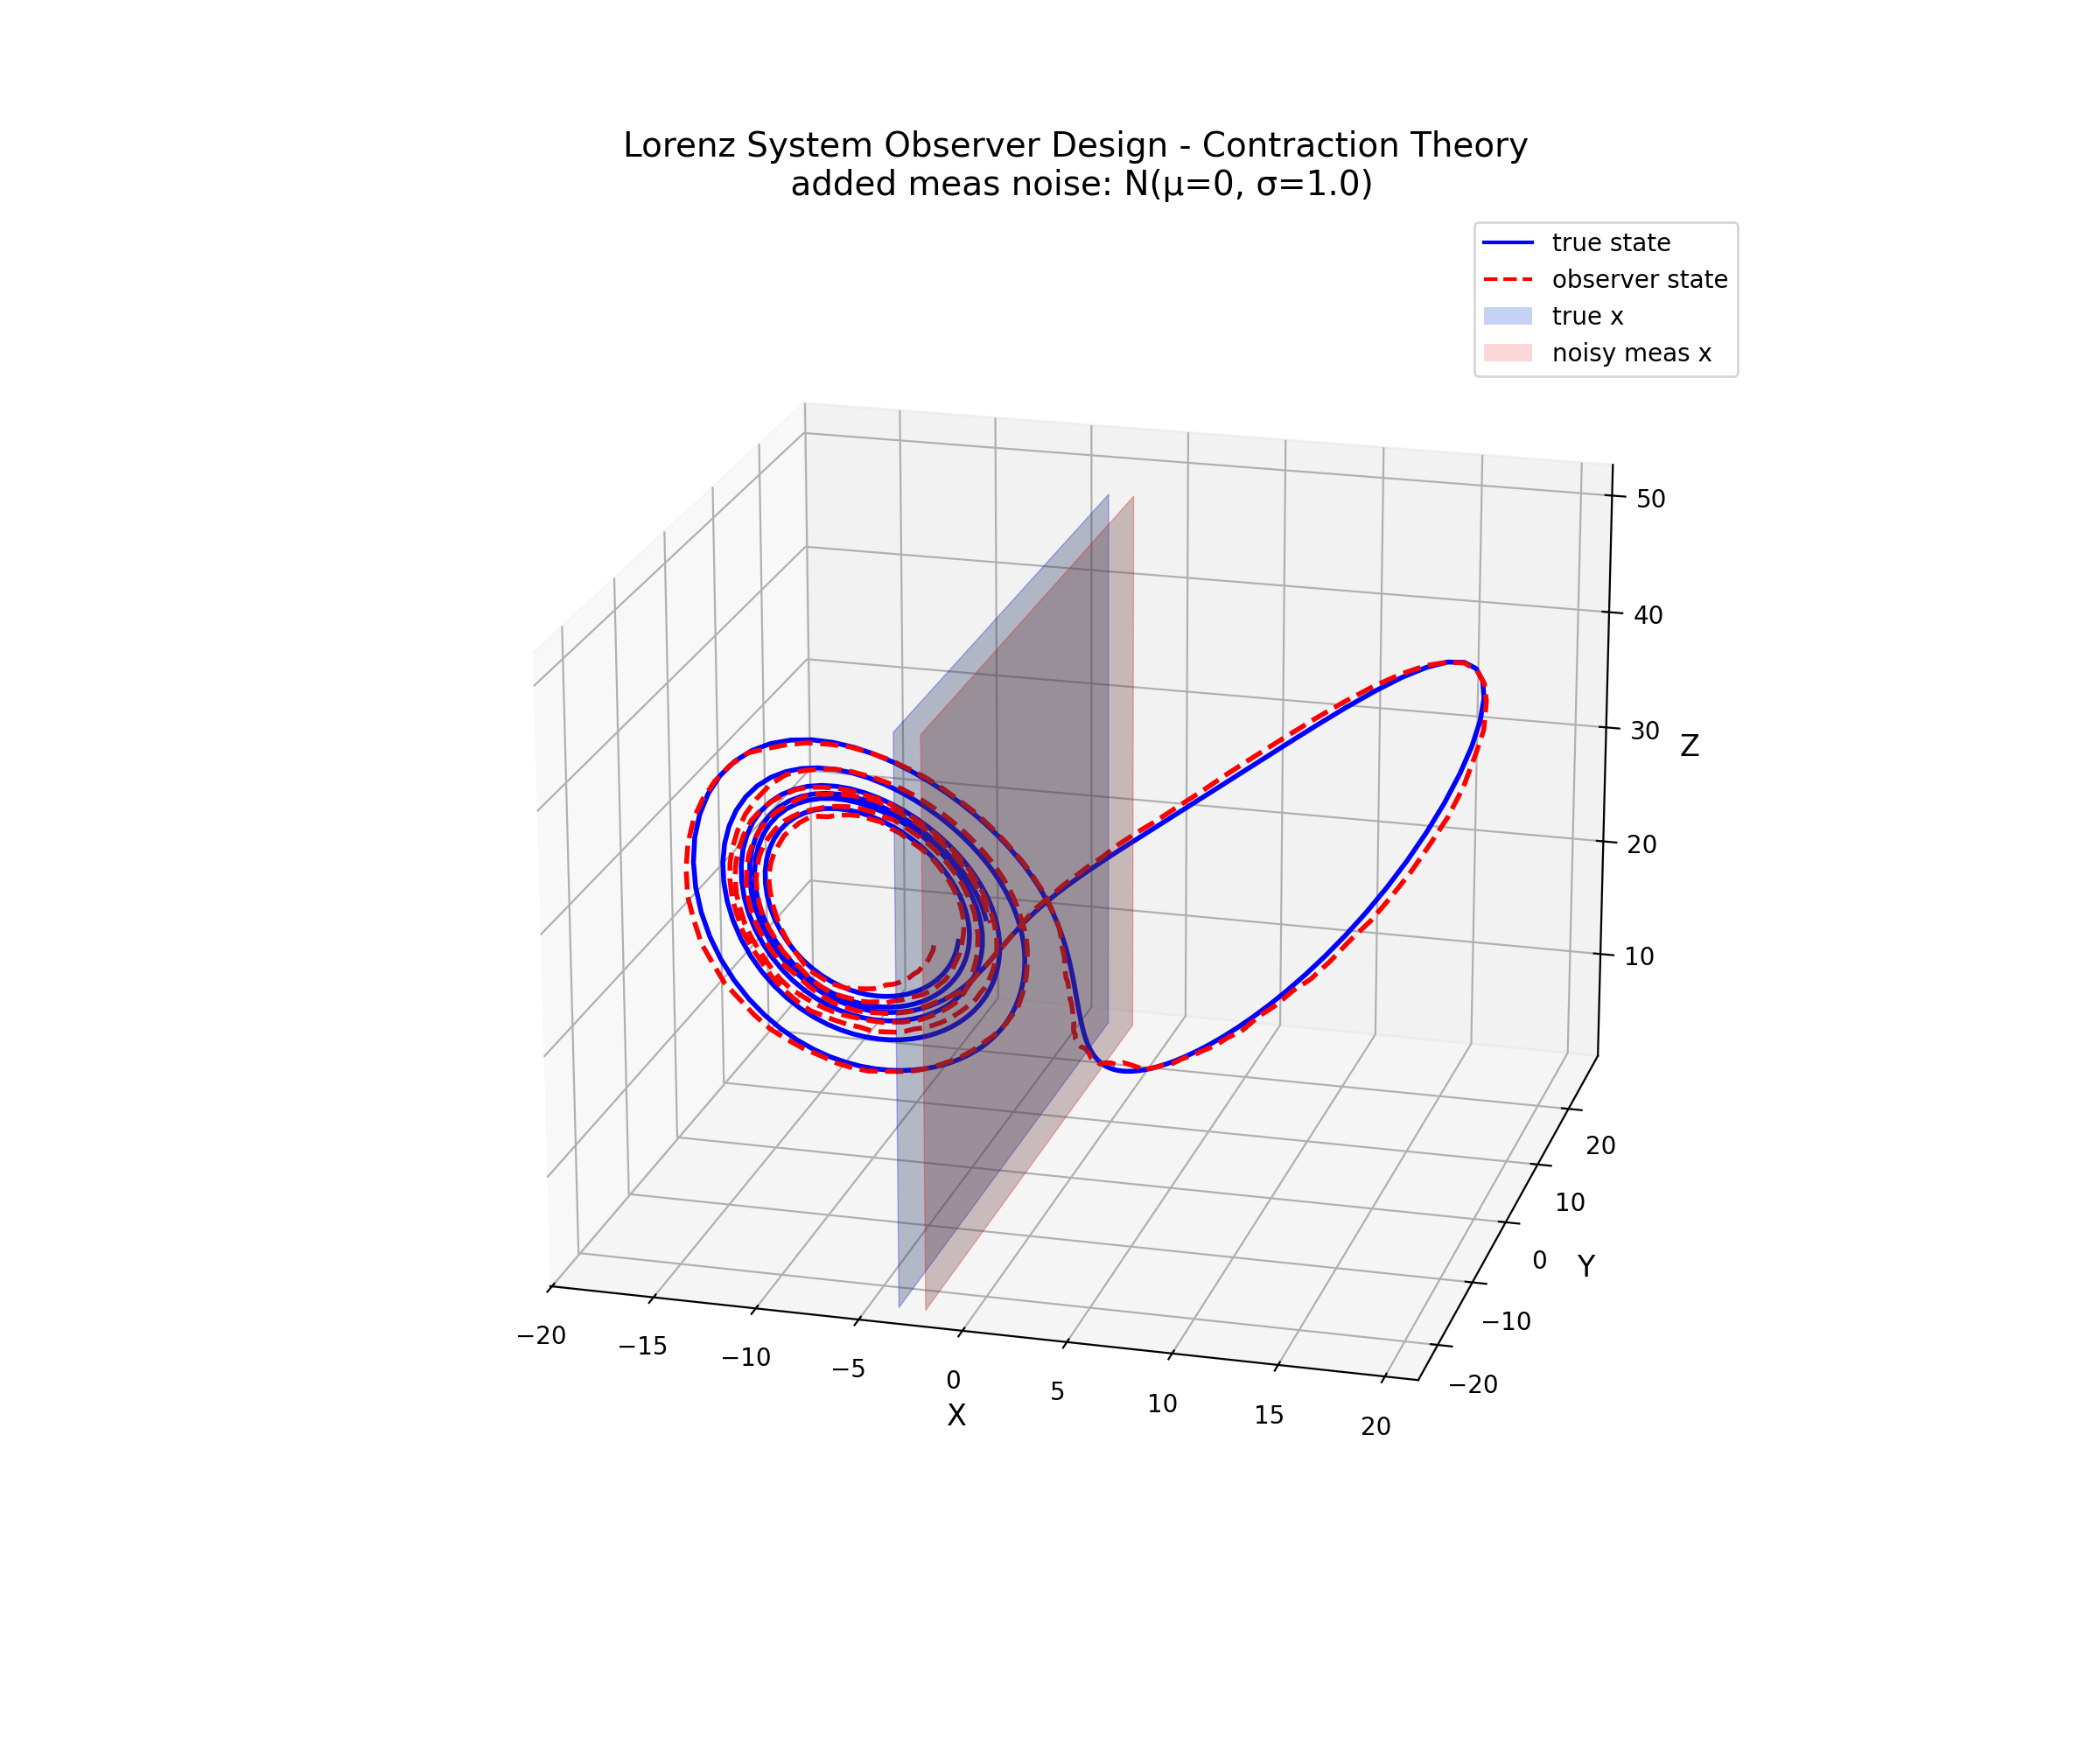 Lorenz System Observer Design - Contraction Theory
added meas noise: N(μ=0, σ=1.0)
true state
observer state
true x
noisy meas x
50
40
30
Z
20
10
20
10
0
Y
−10
−20
−20
−15
−10
−5
0
5
10
15
20
X